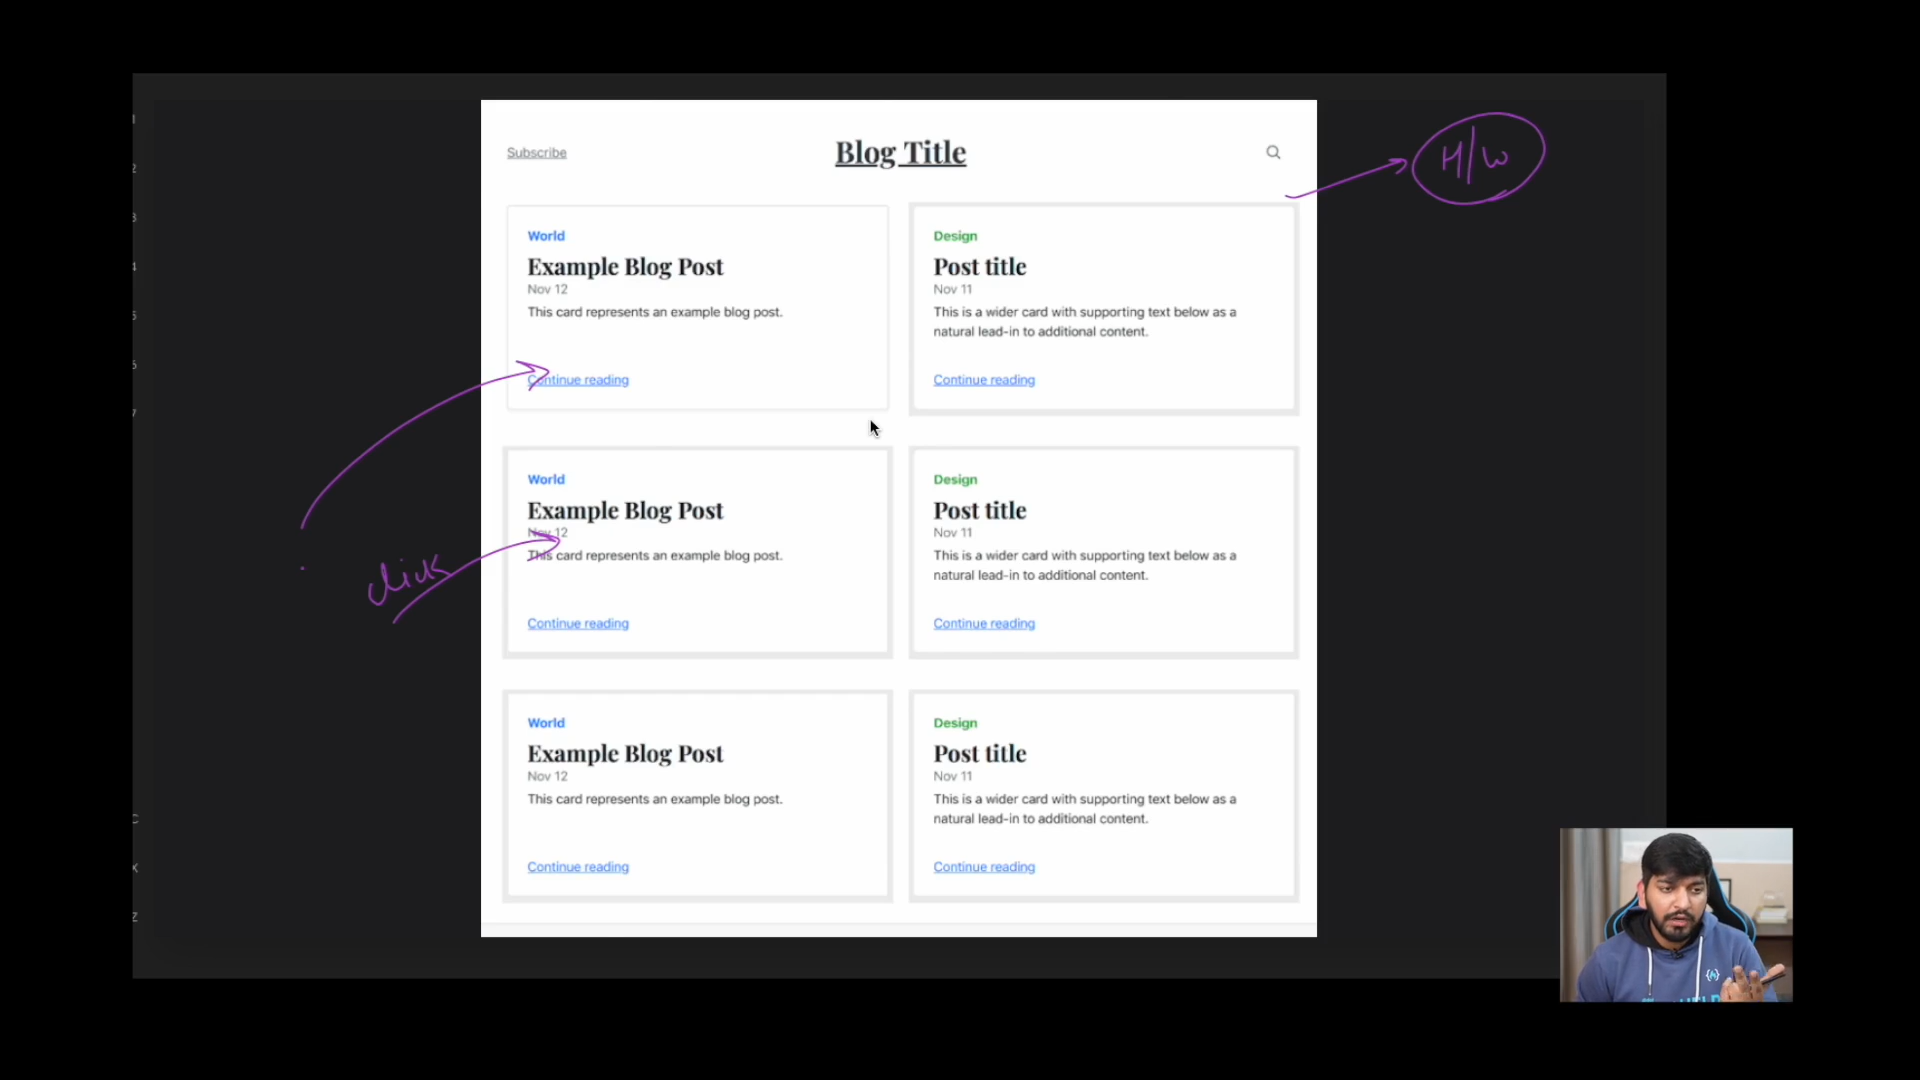 Subscribe
Blog Title
H/W
World
Example Blog Post
Nov 12
This card represents an example blog post.
Continue reading
Design
Post title
Nov 11
This is a wider card with supporting text below as a
natural lead-in to additional content.
Continue reading
click
World
Example Blog Post
Nov 12
This card represents an example blog post.
Continue reading
Design
Post title
Nov 11
This is a wider card with supporting text below as a
natural lead-in to additional content.
Continue reading
World
Example Blog Post
Nov 12
This card represents an example blog post.
Continue reading
Design
Post title
Nov 11
This is a wider card with supporting text below as a
natural lead-in to additional content.
Continue reading